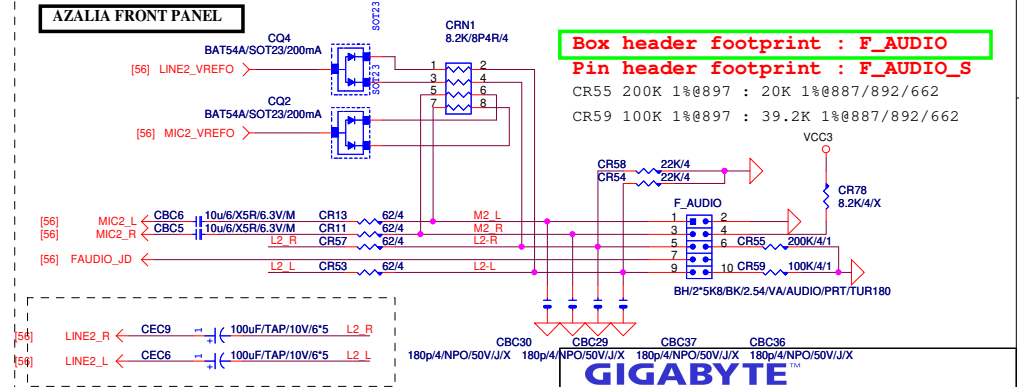 AZALIA FRONT PANEL
SOT23
CQ4
BAT54A/SOT23/200mA
[56] LINE2_VREFO
SOT23
CRN1
8.2K/8P4R/4
1 2
3 4
5 6
7 8
CQ2
BAT54A/SOT23/200mA
[56] MIC2_VREFO
Box header footprint : F_AUDIO
Pin header footprint : F_AUDIO_S
CR55 200K 1%@897 : 20K 1%@887/892/662
CR59 100K 1%@897 : 39.2K 1%@887/892/662
VCC3
CR58 22K/4
CR54 22K/4
CR78
8.2K/4/X
F_AUDIO
[56] MIC2_L CBC6 10u/6/X5R/6.3V/M CR13 62/4 M2_L 1 2
[56] MIC2_R CBC5 10u/6/X5R/6.3V/M CR11 62/4 M2_R 3 4
L2_R CR57 62/4 L2-R 5 6 CR55 200K/4/1
[56] FAUDIO_JD 7
L2_L CR53 62/4 L2-L 9 10 CR59 100K/4/1
BH/2*5K8/BK/2.54/VA/AUDIO/PRT/TUR180
[56] LINE2_R CEC9 1 + 100uF/TAP/10V/6*5 L2_R
[56] LINE2_L CEC6 1 + 100uF/TAP/10V/6*5 L2_L
CBC30 CBC29 CBC37 CBC36
180p/4/NPO/50V/J/X 180p/4/NPO/50V/J/X 180p/4/NPO/50V/J/X 180p/4/NPO/50V/J/X
GIGABYTE™